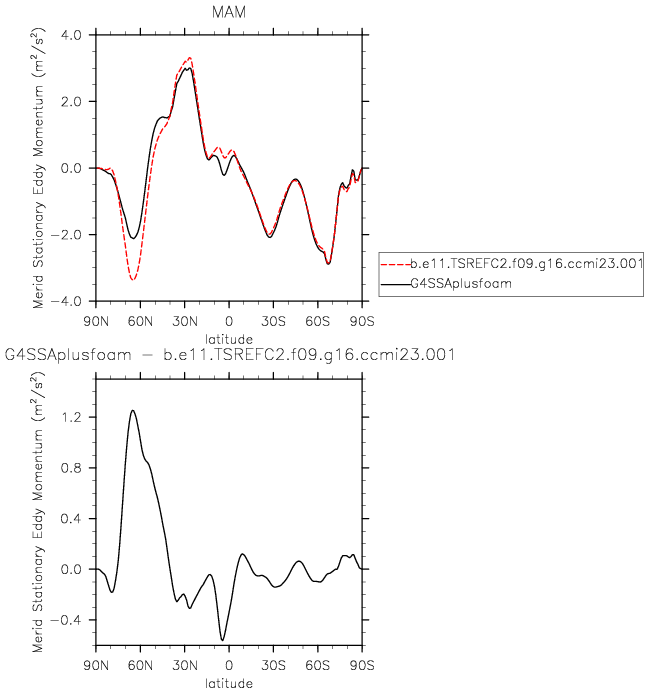 MAM
Merid Stationary Eddy Momentum (m²/s²)
4.0
2.0
0.0
−2.0
−4.0
90N 60N 30N 0 30S 60S 90S
latitude
b.e11.TSREFC2.f09.g16.ccmi23.001
G4SSAplusfoam
G4SSAplusfoam − b.e11.TSREFC2.f09.g16.ccmi23.001
Merid Stationary Eddy Momentum (m²/s²)
1.2
0.8
0.4
0.0
−0.4
90N 60N 30N 0 30S 60S 90S
latitude